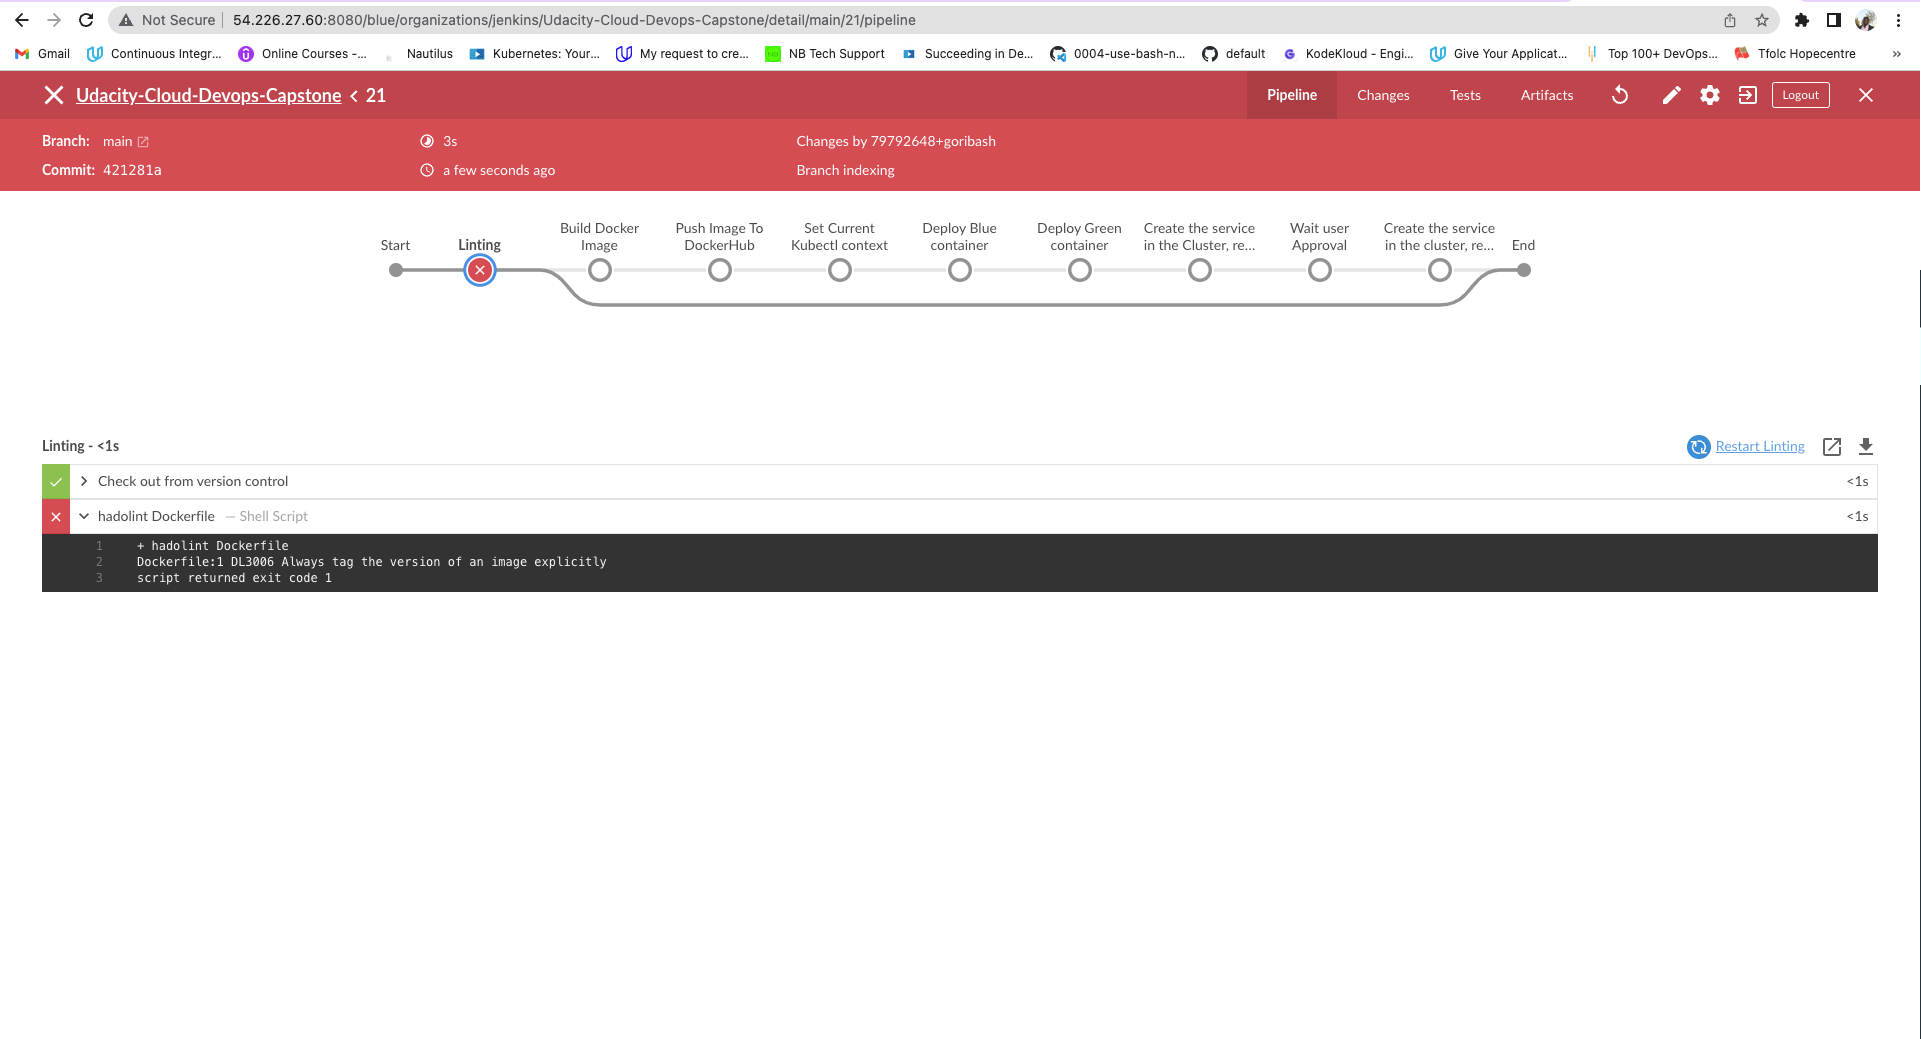 Not Secure 54.226.27.60:8080/blue/organizations/jenkins/Udacity-Cloud-Devops-Capstone/detail/main/21/pipeline
Gmail Continuous Integr... Online Courses -... Nautilus Kubernetes: Your... My request to cre... NB Tech Support Succeeding in De... 0004-use-bash-n... default KodeKloud - Engi... Give Your Applicat... Top 100+ DevOps... Tfolc Hopecentre »
Udacity-Cloud-Devops-Capstone < 21 Pipeline Changes Tests Artifacts Logout
Branch: main 3s Changes by 79792648+goribash
Commit: 421281a a few seconds ago Branch indexing
Start
Linting
Build Docker
Image
Push Image To
DockerHub
Set Current
Kubectl context
Deploy Blue
container
Deploy Green
container
Create the service
in the Cluster, re...
Wait user
Approval
Create the service
in the cluster, re...
End
Linting - <1s Restart Linting
Check out from version control <1s
hadolint Dockerfile — Shell Script <1s
1 + hadolint Dockerfile
2 Dockerfile:1 DL3006 Always tag the version of an image explicitly
3 script returned exit code 1